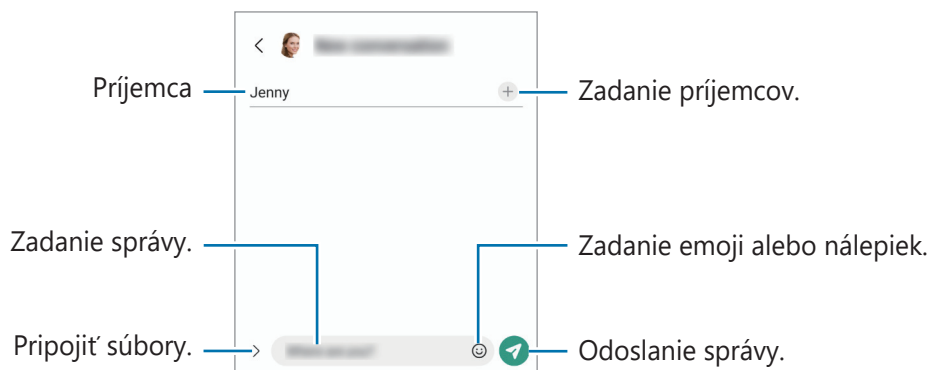 Príjemca
Jenny
Zadanie príjemcov.
Zadanie správy.
Zadanie emoji alebo nálepiek.
Pripojiť súbory.
Odoslanie správy.